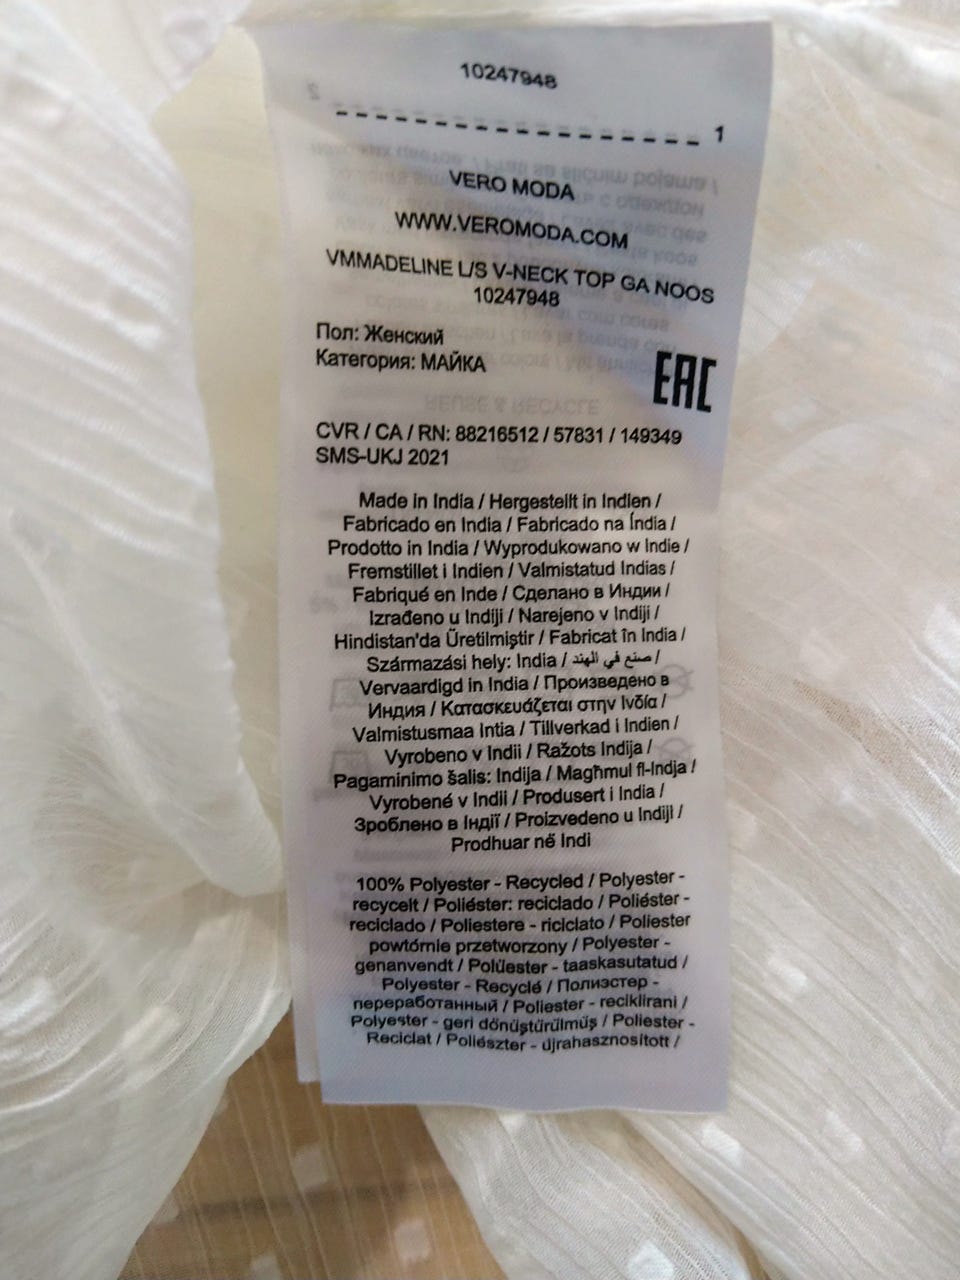 10247948
1
VERO MODA
WWW.VEROMODA.COM
VMMADELINE L/S V-NECK TOP GA NOOS
10247948
Пол: Женский
Категория: МАЙКА
EAC
CVR / CA / RN: 88216512 / 57831 / 149349
SMS-UKJ 2021
Made in India / Hergestellt in Indien /
Fabricado en India / Fabricado na Índia /
Prodotto in India / Wyprodukowano w Indie /
Fremstillet i Indien / Valmistatud Indias /
Fabriqué en Inde / Сделано в Индии /
Izrađeno u Indiji / Narejeno v Indiji /
Hindistan'da Üretilmiştir / Fabricat în India /
Származási hely: India / صنع في الهند /
Vervaardigd in India / Произведено в
Индия / Κατασκευάζεται στην Ινδία /
Valmistusmaa Intia / Tillverkad i Indien /
Vyrobeno v Indii / Ražots Indija /
Pagaminimo šalis: Indija / Magħmul fl-Indja /
Vyrobené v Indii / Produsert i India /
Зроблено в Індії / Proizvedeno u Indiji /
Prodhuar në Indi
100% Polyester - Recycled / Polyester -
recycelt / Poliéster: reciclado / Poliéster -
reciclado / Poliestere - riciclato / Poliester
powtórnie przetworzony / Polyester -
genanvendt / Polüester - taaskasutatud /
Polyester - Recyclé / Полиэстер -
переработанный / Poliester - reciklirani /
Polyester - geri dönüştürülmüş / Poliester -
Reciclat / Poliészter - újrahasznosított /